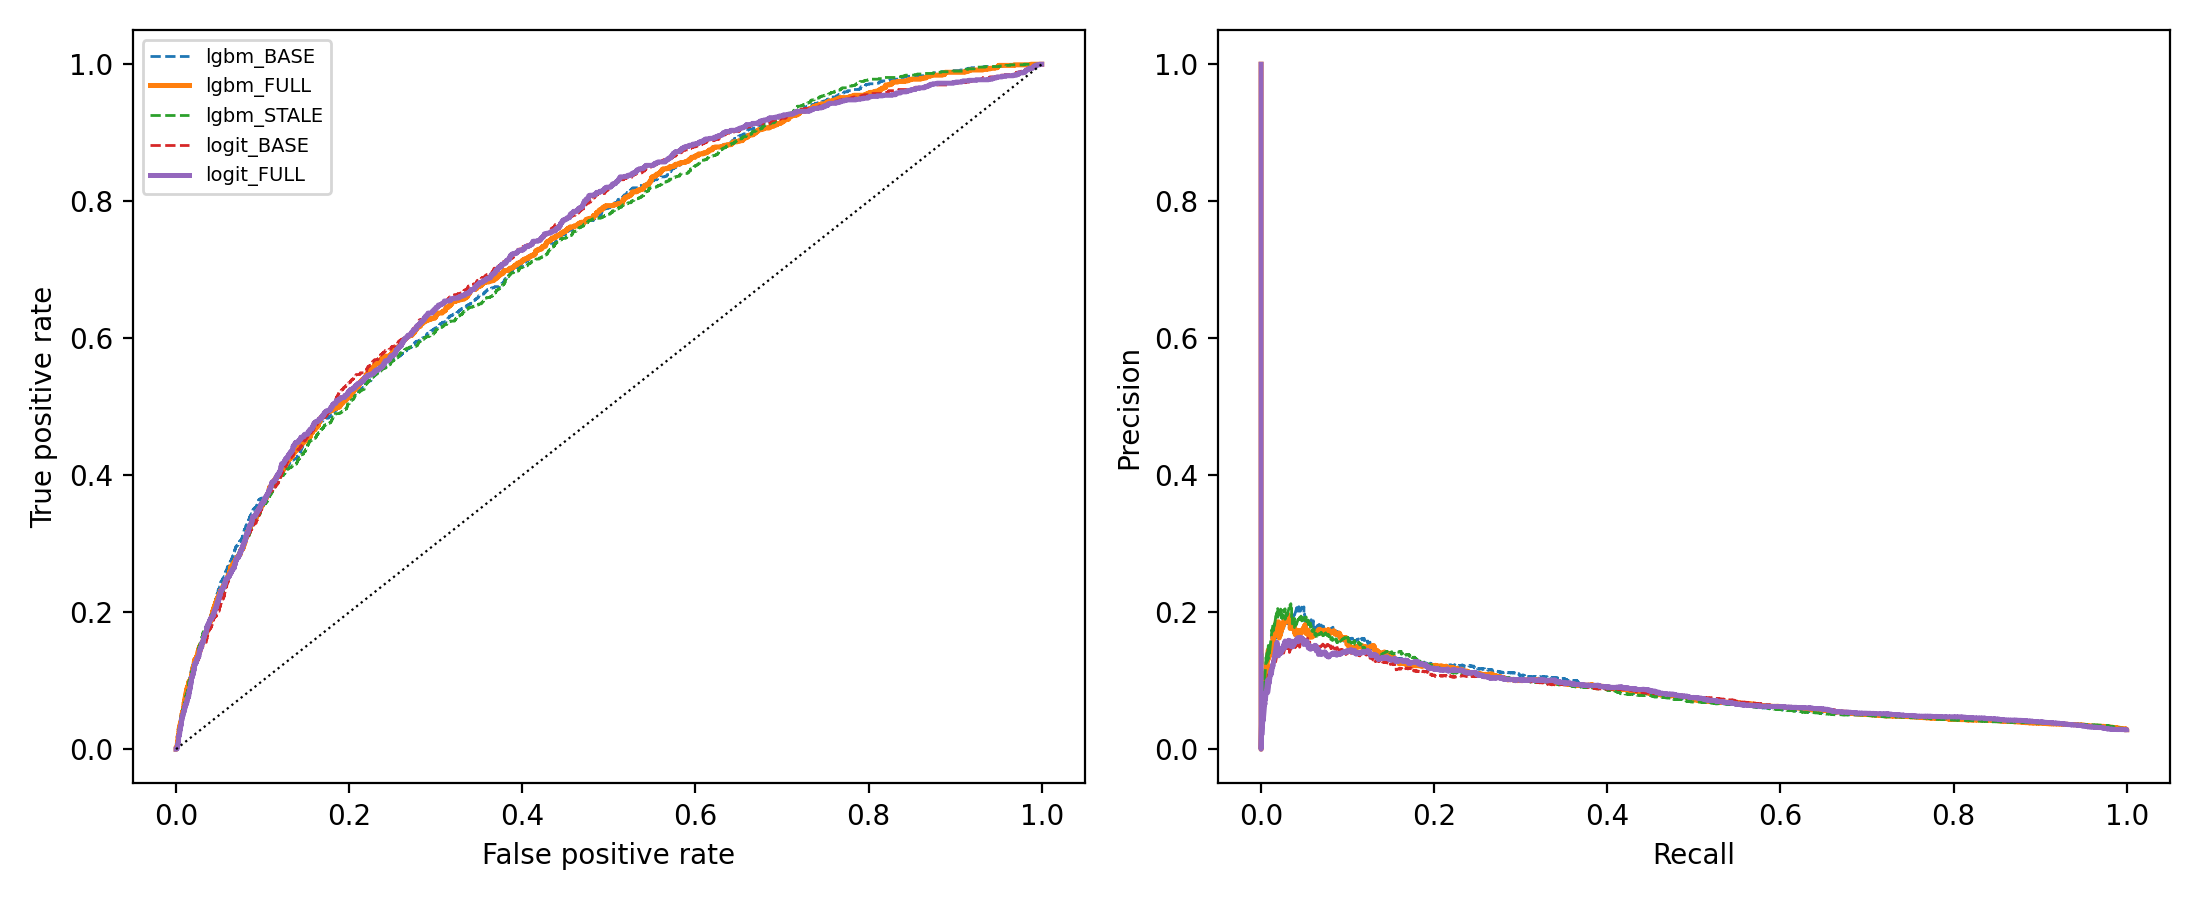 lgbm_BASE
lgbm_FULL
lgbm_STALE
logit_BASE
logit_FULL
1.0
0.8
0.6
0.4
0.2
0.0
True positive rate
0.0 0.2 0.4 0.6 0.8 1.0
False positive rate
1.0
0.8
0.6
0.4
0.2
0.0
Precision
0.0 0.2 0.4 0.6 0.8 1.0
Recall